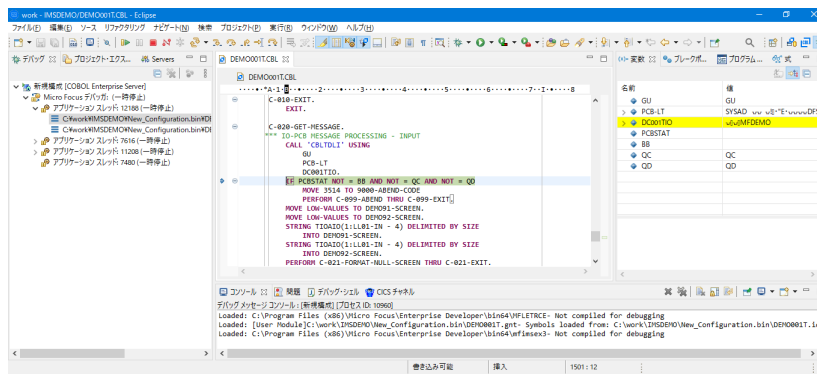 work - IMSDEMO/DEMO001T.CBL - Eclipse
ファイル(F) 編集(E) ソース リファクタリング ナビゲート(N) 検索 プロジェクト(P) 実行(R) ウィンドウ(W) ヘルプ(H)
デバッグ プロジェクト・エクス... Servers
新規構成 [COBOL Enterprise Server]
Micro Focus デバッガ: (一時停止)
アプリケーション スレッド: 12188 (一時停止)
C:¥work¥IMSDEMO¥New_Configuration.bin¥DE
C:¥work¥IMSDEMO¥New_Configuration.bin¥DE
アプリケーション スレッド: 7616 (一時停止)
アプリケーション スレッド: 11208 (一時停止)
アプリケーション スレッド: 7480 (一時停止)
DEMO001T.CBL
DEMO001T.CBL
C-010-EXIT.
EXIT.
C-020-GET-MESSAGE.
*** IO-PCB MESSAGE PROCESSING - INPUT
CALL 'CBLTDLI' USING
GU
PCB-LT
DC001TIO.
IF PCBSTAT NOT = BB AND NOT = QC AND NOT = QD
MOVE 3514 TO 9000-ABEND-CODE
PERFORM C-099-ABEND THRU C-099-EXIT.
MOVE LOW-VALUES TO DEMO91-SCREEN.
MOVE LOW-VALUES TO DEMO92-SCREEN.
STRING TIOAIO(1:LL01-IN - 4) DELIMITED BY SIZE
INTO DEMO91-SCREEN.
STRING TIOAIO(1:LL01-IN - 4) DELIMITED BY SIZE
INTO DEMO92-SCREEN.
PERFORM C-021-FORMAT-NULL-SCREEN THRU C-021-EXIT.
変数 ブレークポ... プログラム... 式
名前 値
GU GU
PCB-LT SYSAD
DC001TIO MFDEMO
PCBSTAT
BB
QC QC
QD QD
コンソール 問題 デバッグ・シェル CICS チャネル
デバッグ メッセージ コンソール: [新規構成] [プロセス ID: 10960]
Loaded: C:\Program Files (x86)\Micro Focus\Enterprise Developer\bin64\MFLETRCE- Not compiled for debugging
Loaded: [User Module]C:\work\IMSDEMO\New_Configuration.bin\DEMO001T.gnt- Symbols loaded from: C:\work\IMSDEMO\New_Configuration.bin\DEMO001T.i
Loaded: C:\Program Files (x86)\Micro Focus\Enterprise Developer\bin64\mfimsex3- Not compiled for debugging
書き込み可能 挿入 1501 : 12